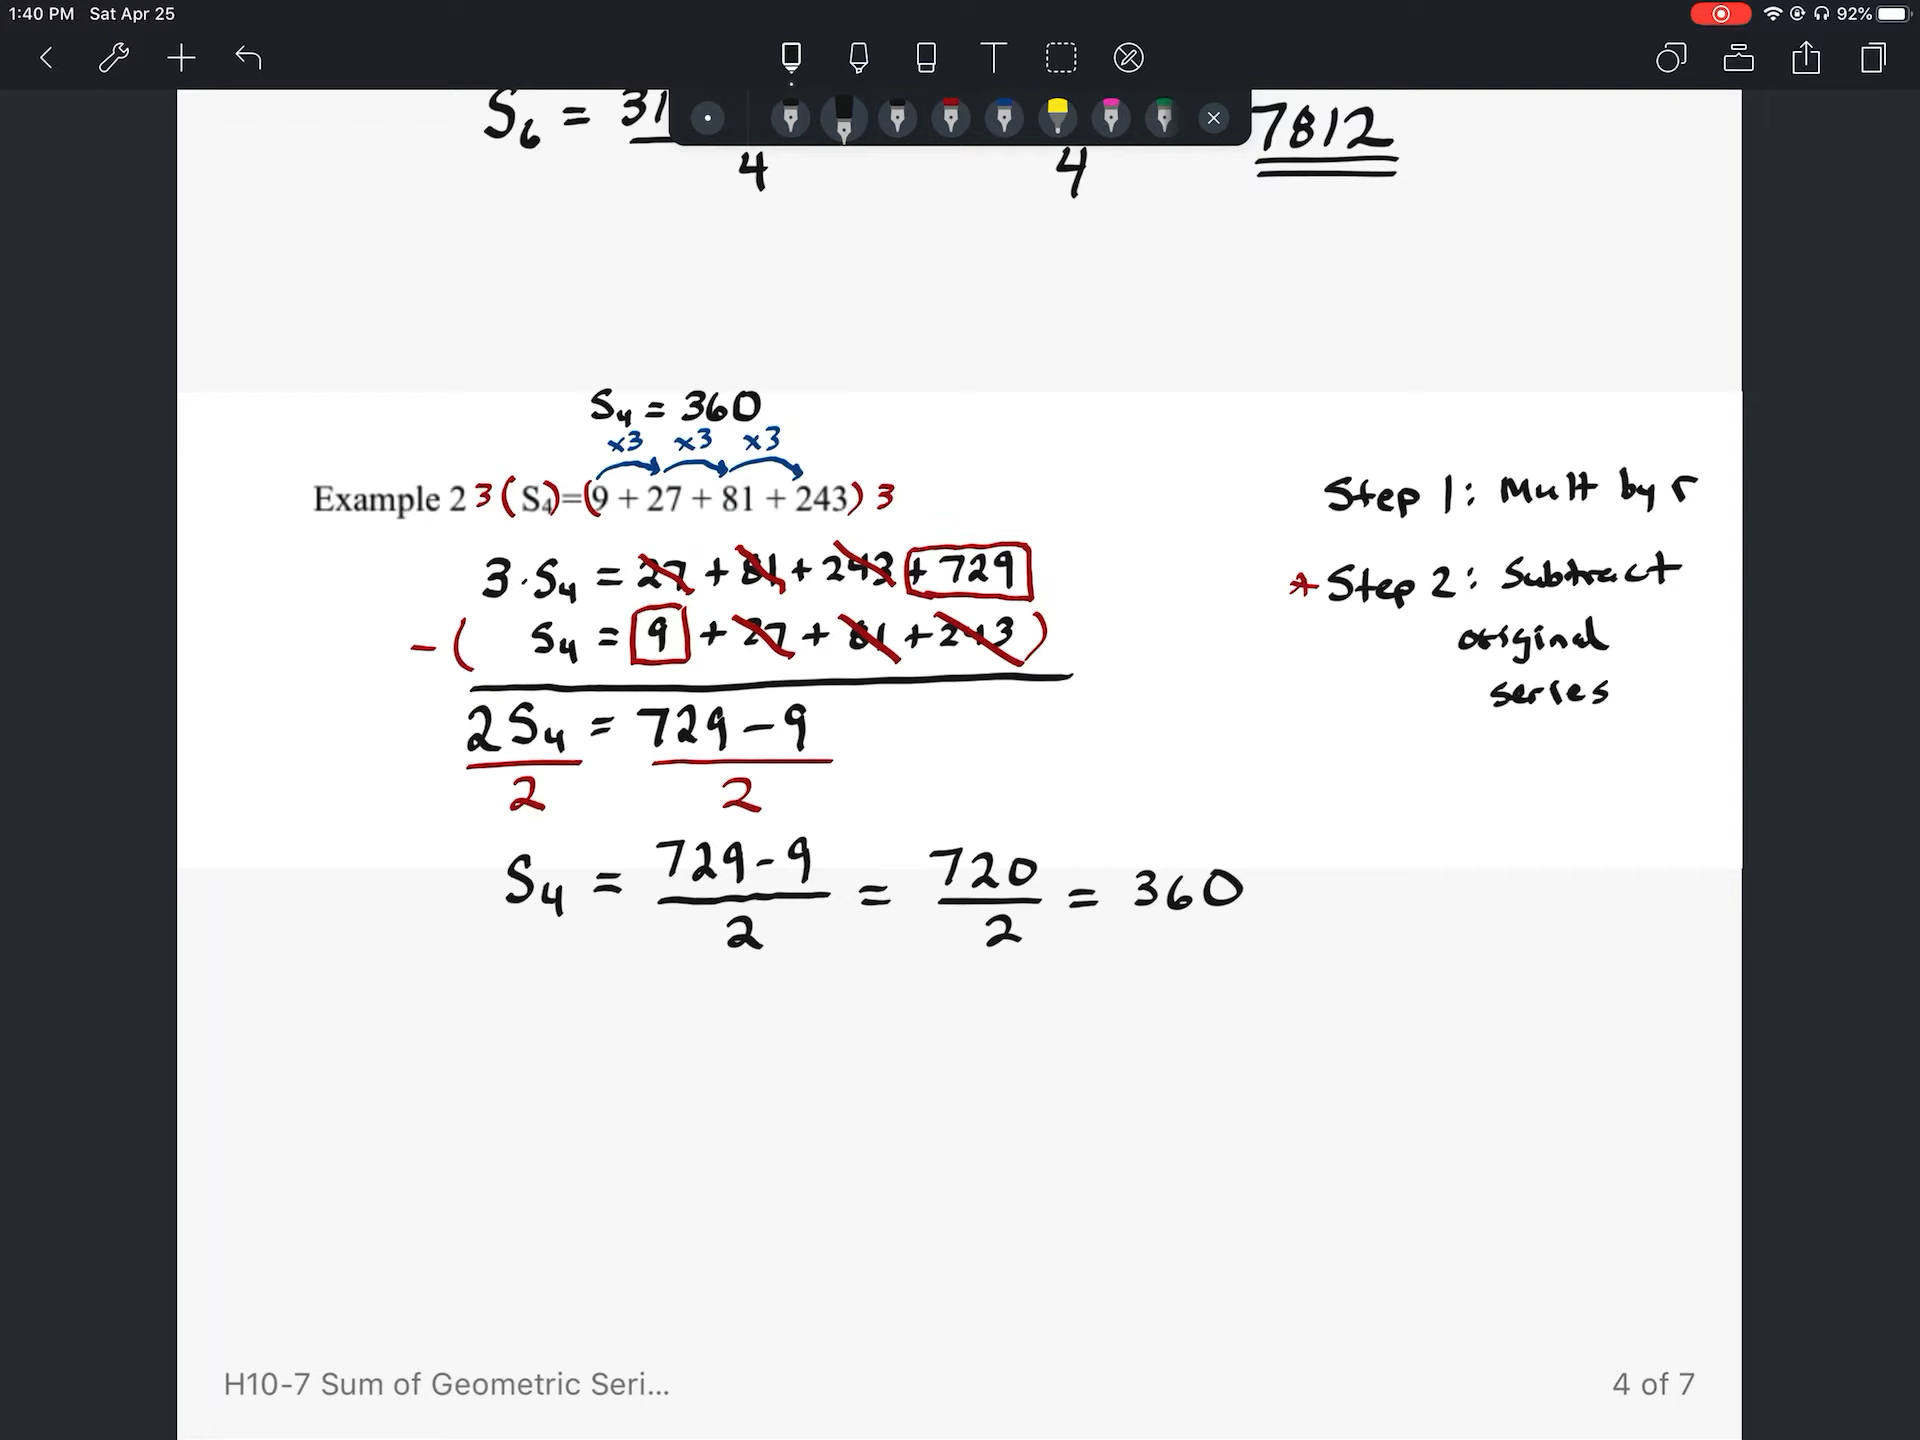 1:40 PM Sat Apr 25
92%
S₆ = 31
4 4 7812
S₄ = 360
×3 ×3 ×3
Example 2 3(S₄)=(9 + 27 + 81 + 243) 3
3·S₄ = 27 + 81 + 243 + 729
-( S₄ = 9 + 27 + 81 + 243)
2S₄ = 729 - 9
2 2
S₄ = 729 - 9 = 720 = 360
2 2
Step 1: Mult by r
*Step 2: Subtract
original
series
H10-7 Sum of Geometric Seri...
4 of 7